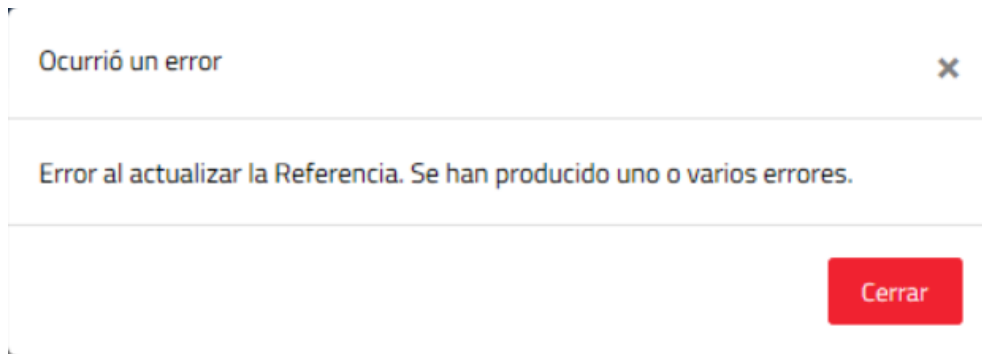 Ocurrió un error
Error al actualizar la Referencia. Se han producido uno o varios errores.
Cerrar